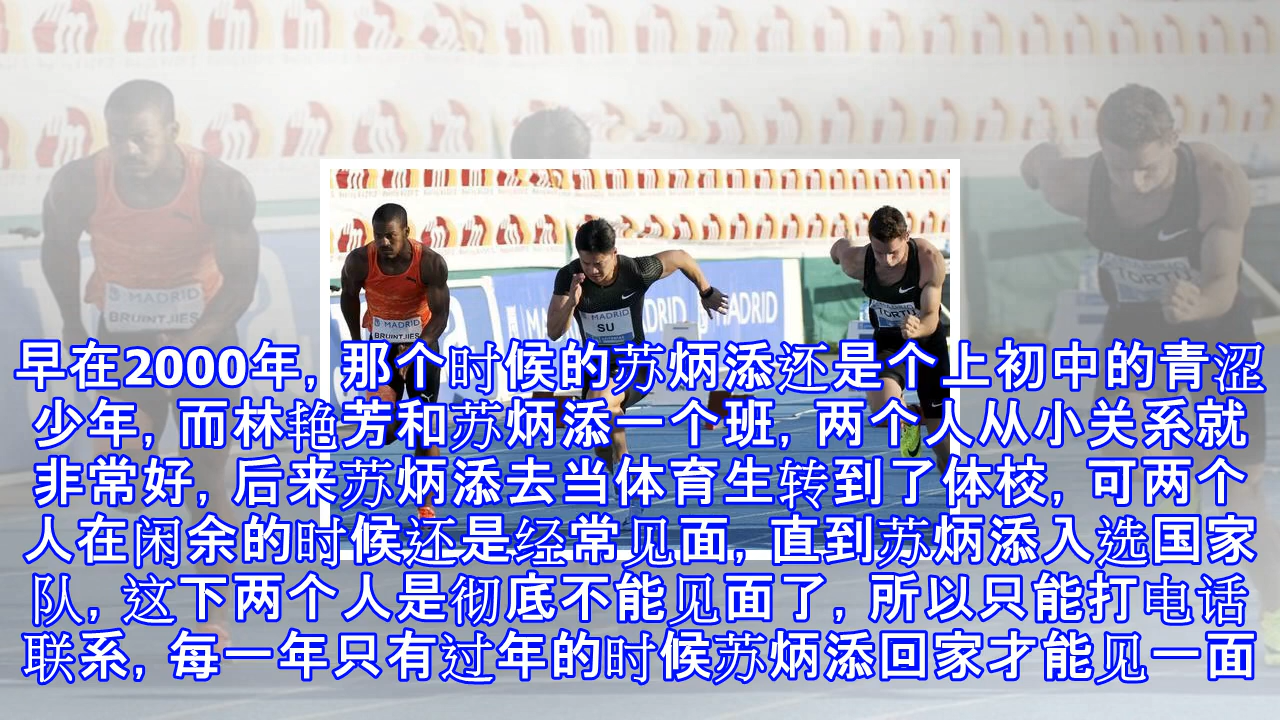 MADRID
BRUINTJIES
MADRID
SU
MADRID
TORTU
MADRID
早在2000年, 那个时候的苏炳添还是个上初中的青涩
少年, 而林艳芳和苏炳添一个班, 两个人从小关系就
非常好, 后来苏炳添去当体育生转到了体校, 可两个
人在闲余的时候还是经常见面, 直到苏炳添入选国家
队, 这下两个人是彻底不能见面了, 所以只能打电话
联系, 每一年只有过年的时候苏炳添回家才能见一面